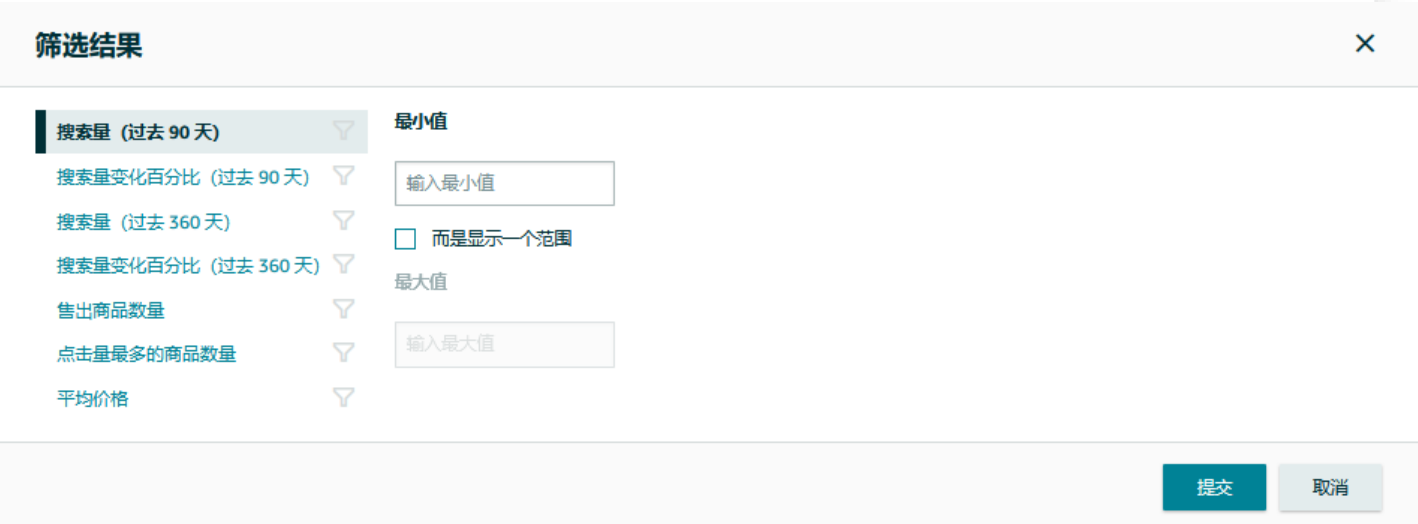 筛选结果
搜索量（过去 90 天）
搜索量变化百分比（过去 90 天）
搜索量（过去 360 天）
搜索量变化百分比（过去 360 天）
售出商品数量
点击量最多的商品数量
平均价格
最小值
输入最小值
而是显示一个范围
最大值
输入最大值
提交
取消